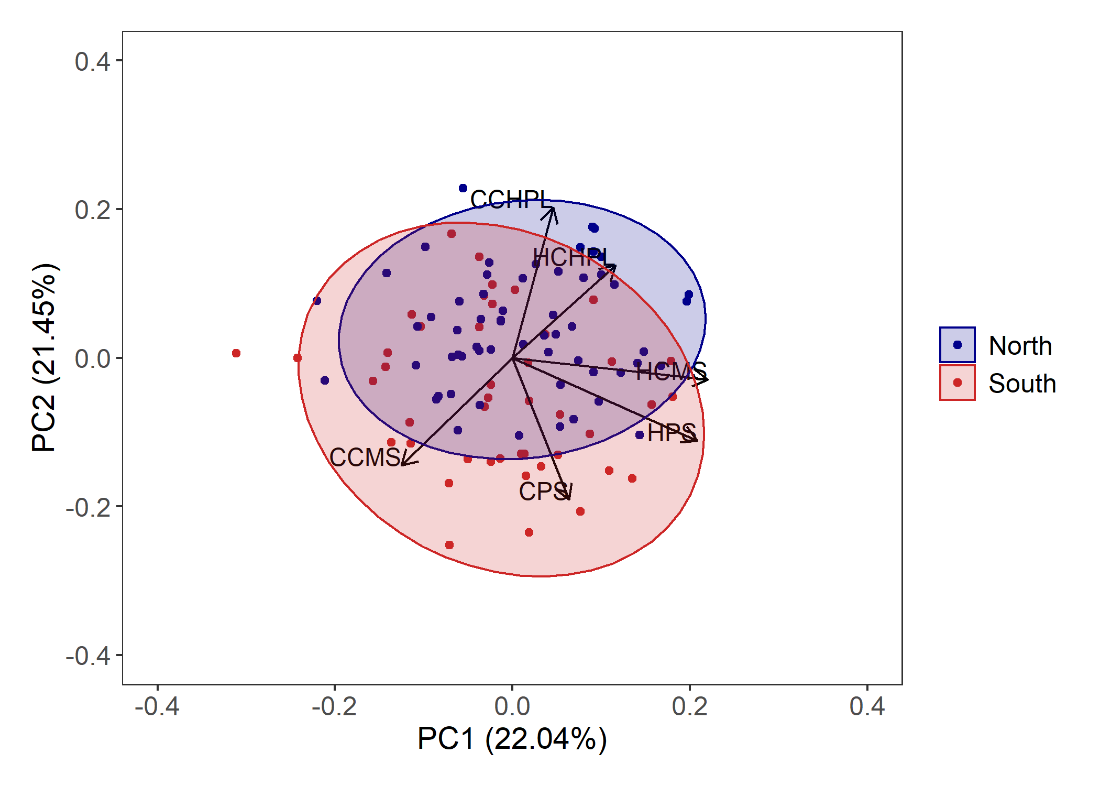 0.4
0.2
0.0
-0.2
-0.4
PC2 (21.45%)
CCHPL
HCHPL
HCMS
HPS
CCMS
CPS
-0.4
-0.2
0.0
0.2
0.4
PC1 (22.04%)
North
South